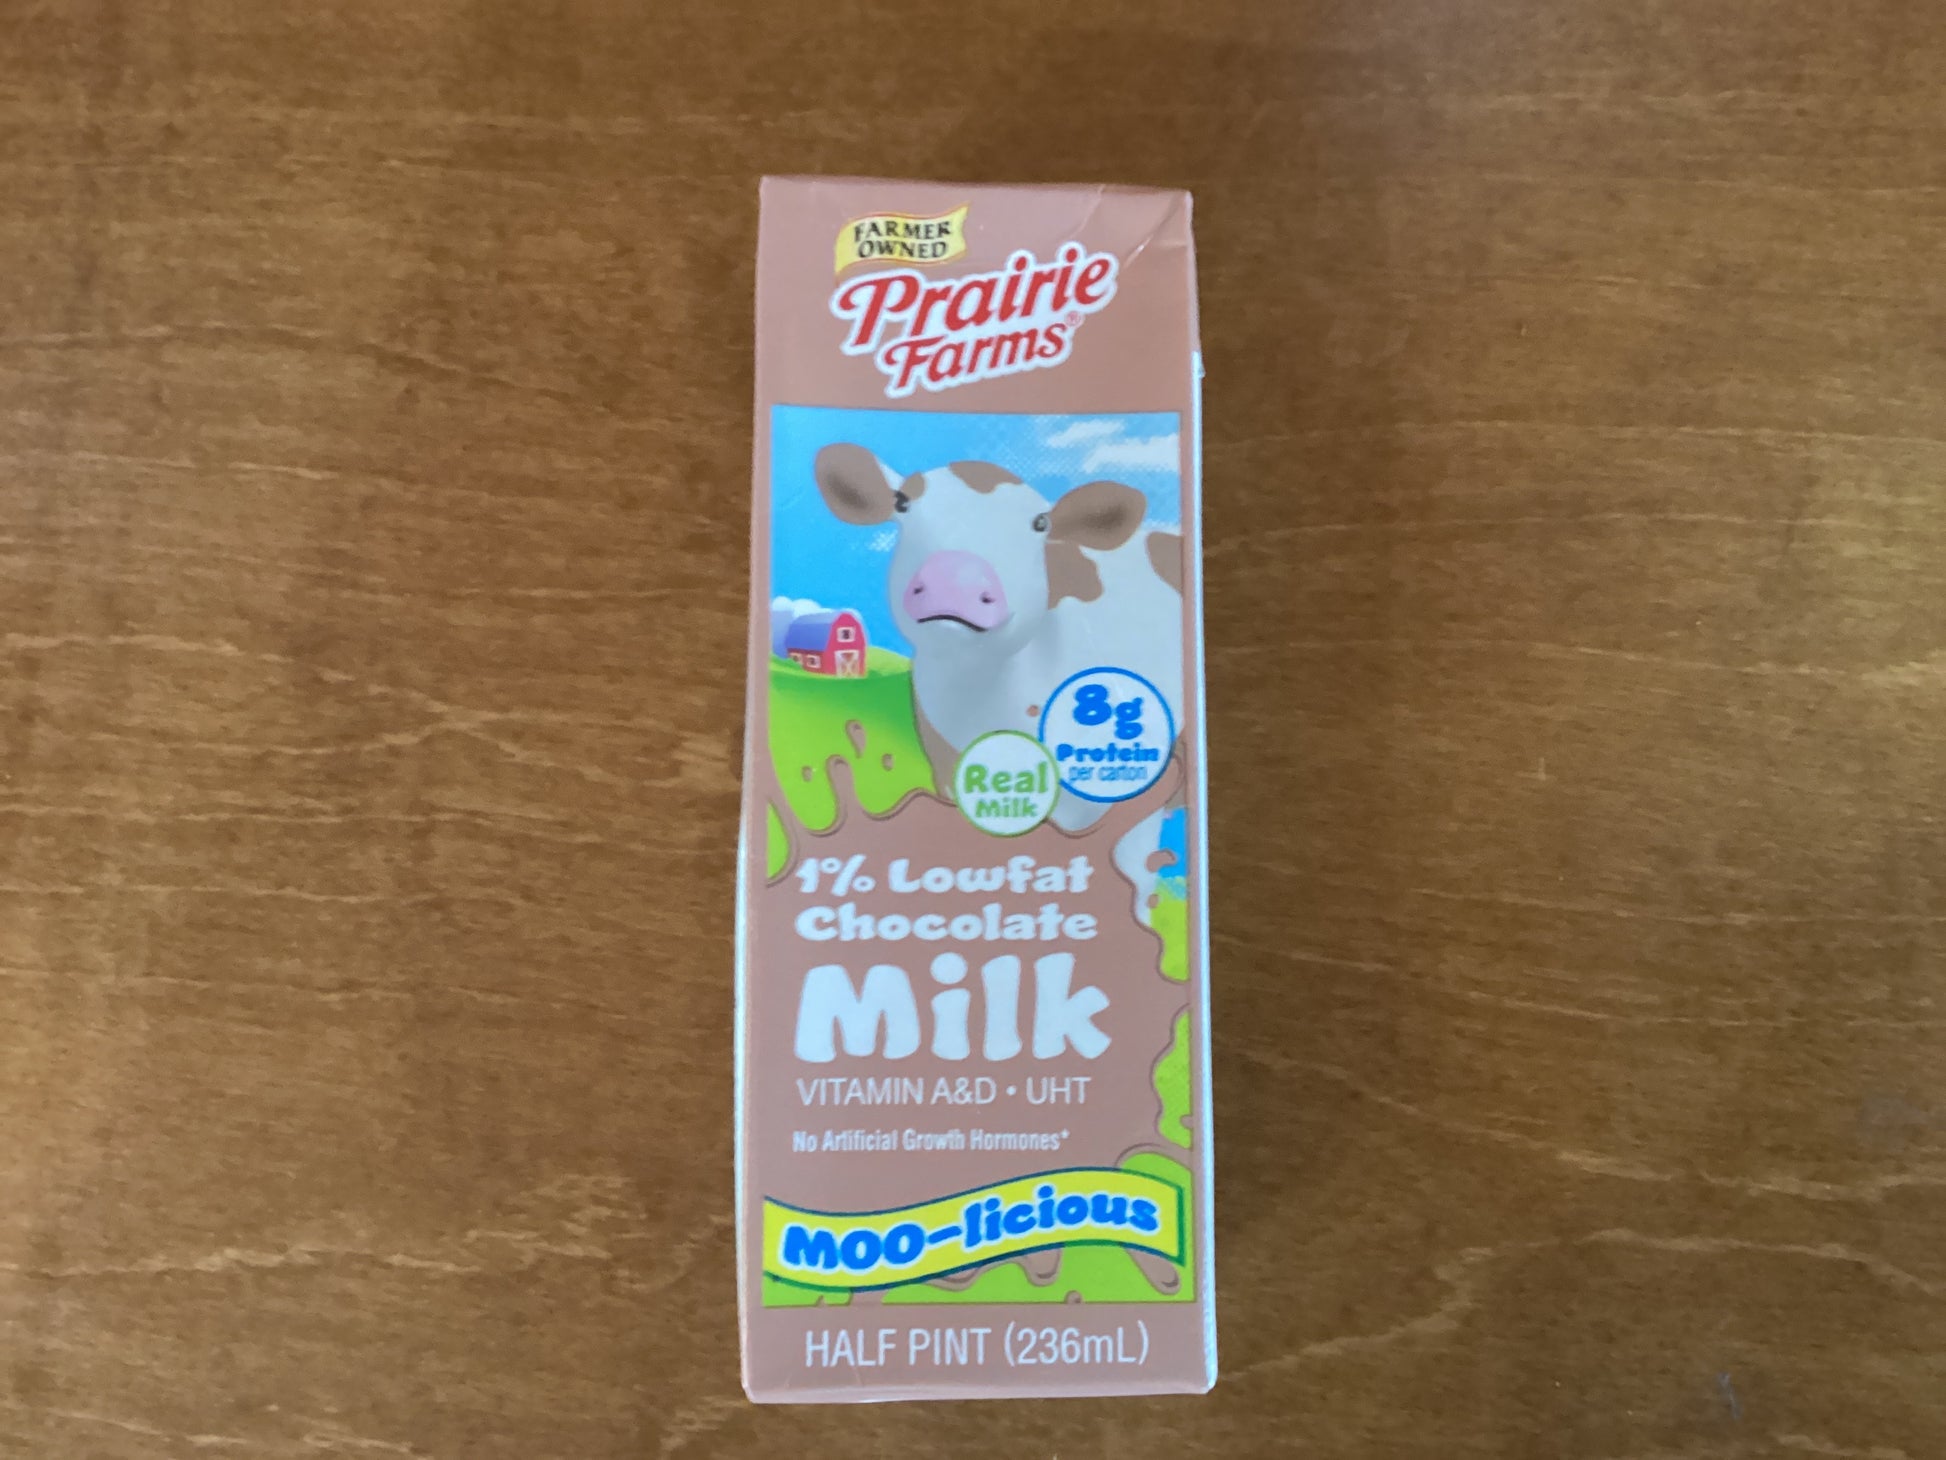 FARMER
OWNED
Prairie
Farms®
8g
Protein
per carton
Real
Milk
1% Lowfat
Chocolate
Milk
VITAMIN A&D • UHT
No Artificial Growth Hormones*
MOO-licious
HALF PINT (236mL)